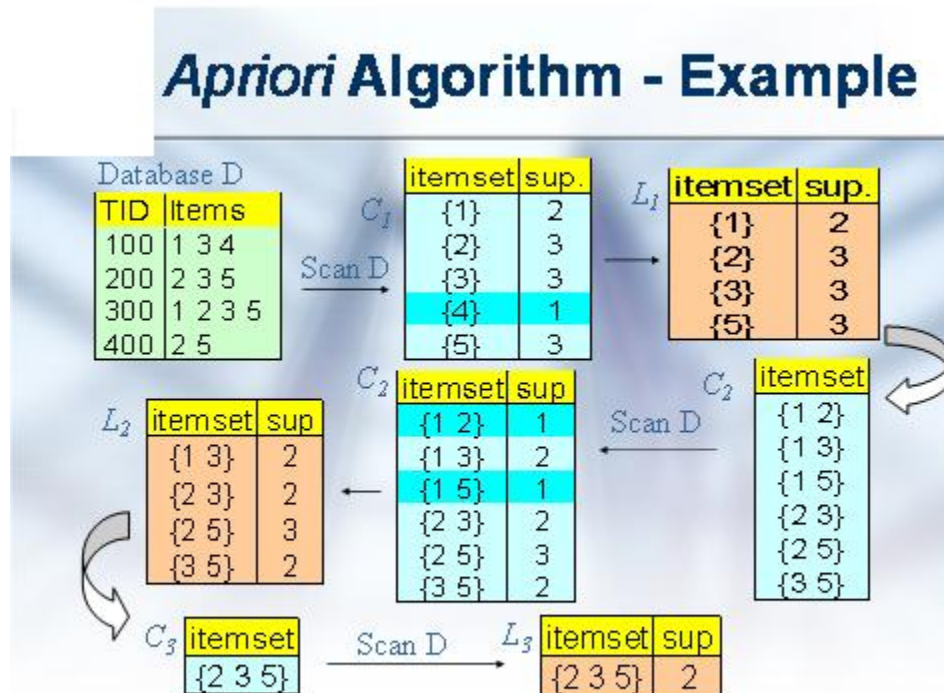 Apriori Algorithm - Example
Database D
TID Items
100 1 3 4
200 2 3 5
300 1 2 3 5
400 2 5
Scan D
C1
itemset sup.
{1} 2
{2} 3
{3} 3
{4} 1
{5} 3
L1
itemset sup.
{1} 2
{2} 3
{3} 3
{5} 3
C2
itemset
{1 2}
{1 3}
{1 5}
{2 3}
{2 5}
{3 5}
Scan D
C2
itemset sup
{1 2} 1
{1 3} 2
{1 5} 1
{2 3} 2
{2 5} 3
{3 5} 2
L2
itemset sup
{1 3} 2
{2 3} 2
{2 5} 3
{3 5} 2
C3
itemset
{2 3 5}
Scan D
L3
itemset sup
{2 3 5} 2